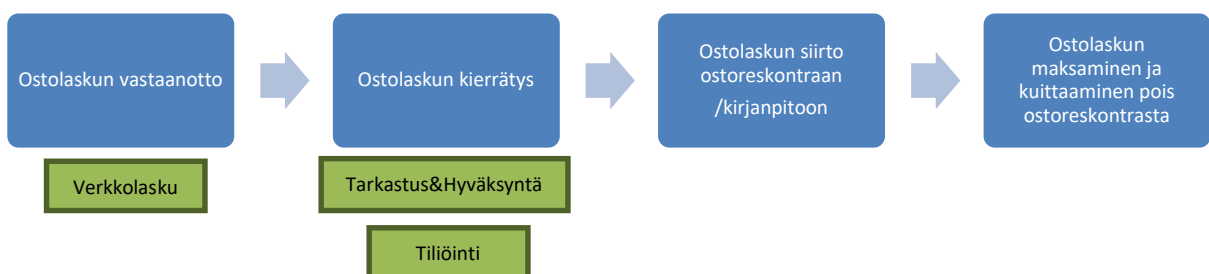 Ostolaskun vastaanotto
Ostolaskun kierrätys
Ostolaskun siirto
ostoreskontraan
/kirjanpitoon
Ostolaskun
maksaminen ja
kuittaaminen pois
ostoreskontrasta
Verkkolasku
Tarkastus&Hyväksyntä
Tiliöinti